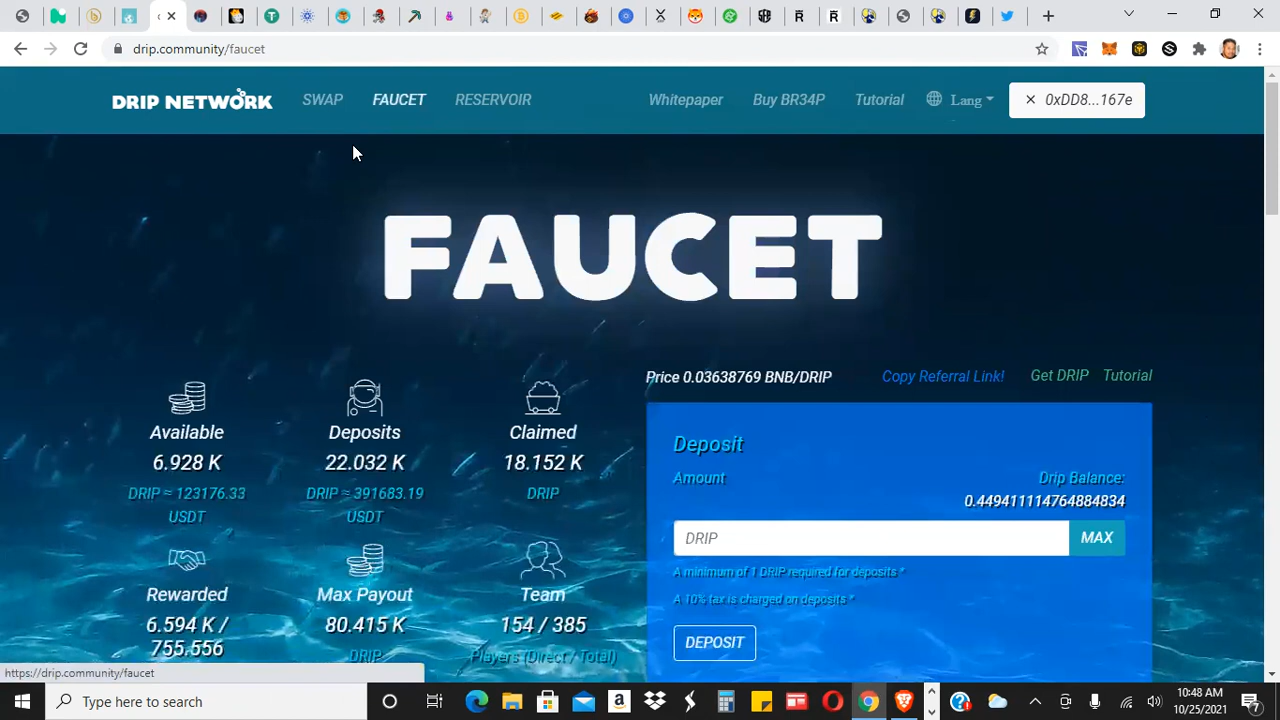 drip.community/faucet
DRIP NETWORK SWAP FAUCET RESERVOIR Whitepaper Buy BR34P Tutorial Lang × 0xDD8...167e
FAUCET
Price 0.03638769 BNB/DRIP Copy Referral Link! Get DRIP Tutorial
Available
6.928 K
DRIP ≈ 123176.33
USDT
Deposits
22.032 K
DRIP ≈ 391683.19
USDT
Claimed
18.152 K
DRIP
Rewarded
6.594 K /
755.556
Max Payout
80.415 K
DRIP
Team
154 / 385
Players (Direct / Total)
Deposit
Amount
Drip Balance:
0.449411114764884834
DRIP MAX
A minimum of 1 DRIP required for deposits *
A 10% tax is charged on deposits *
DEPOSIT
https://drip.community/faucet
Type here to search
10:48 AM
10/25/2021
7